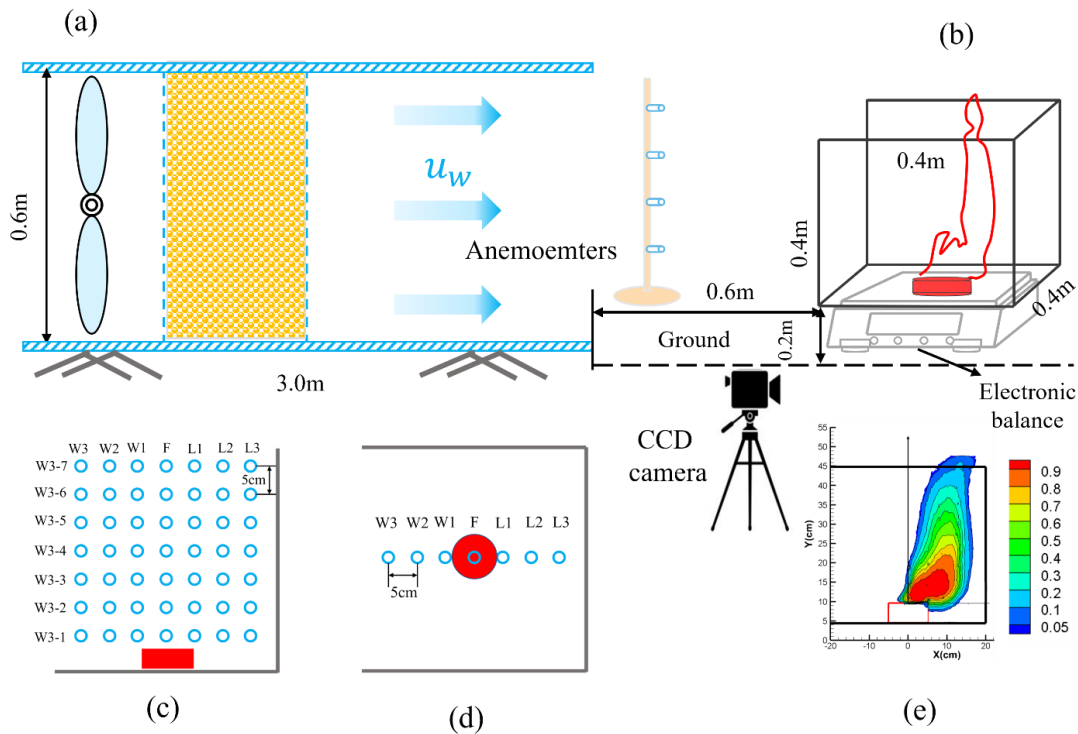 (a)
(b)
0.6m
u_w
Anemoemters
3.0m
0.6m
Ground
0.2m
0.4m
0.4m
0.4m
Electronic
balance
CCD
camera
W3 W2 W1 F L1 L2 L3
W3-7
W3-6
W3-5
W3-4
W3-3
W3-2
W3-1
5cm
(c)
W3 W2 W1 F L1 L2 L3
5cm
(d)
Y(cm)
55
50
45
40
35
30
25
20
15
10
5
0
-20 -10 0 10 20
X(cm)
0.9
0.8
0.7
0.6
0.5
0.4
0.3
0.2
0.1
0.05
(e)